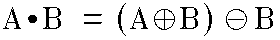 A•B = (A⊕B)⊖B